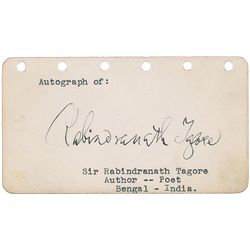 Autograph of:
Rabindranath Tagore
Sir Rabindranath Tagore
Author -- Poet
Bengal - India.